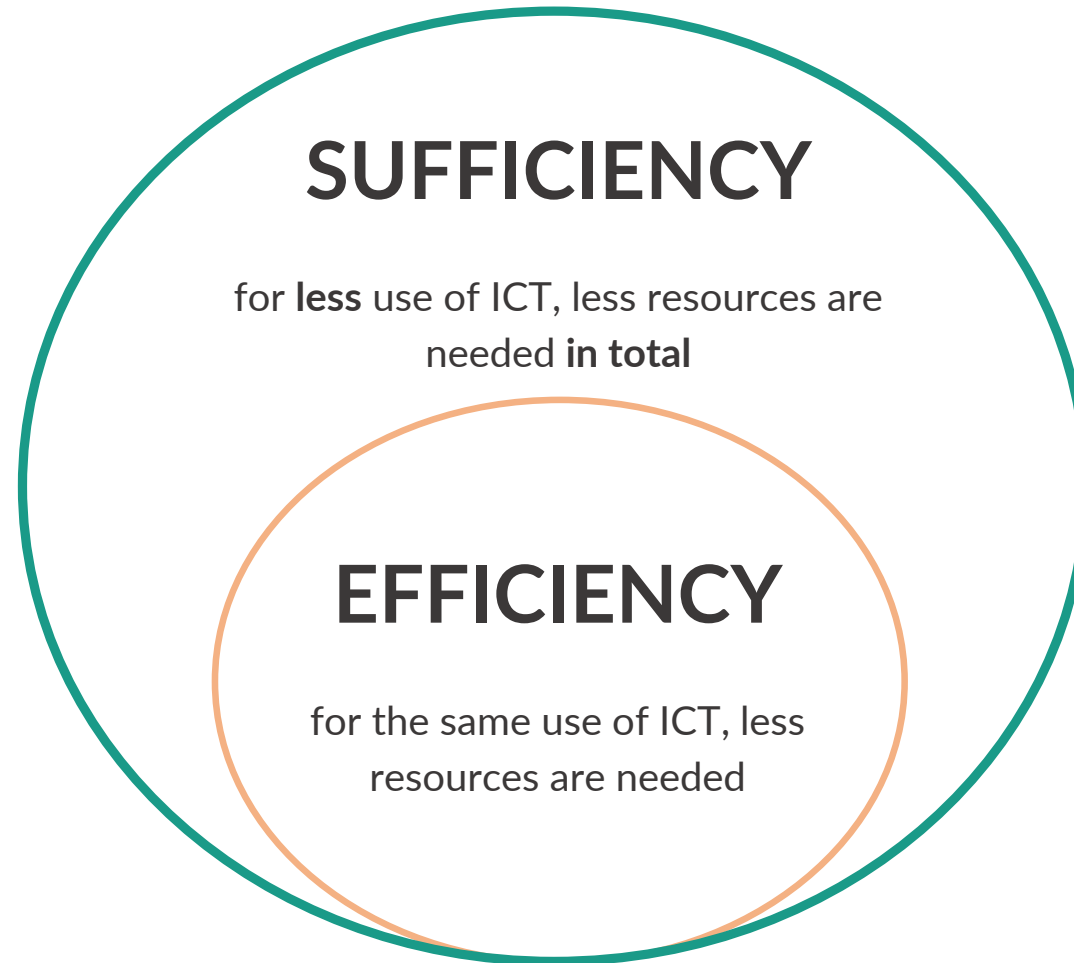 SUFFICIENCY
for less use of ICT, less resources are
needed in total
EFFICIENCY
for the same use of ICT, less
resources are needed